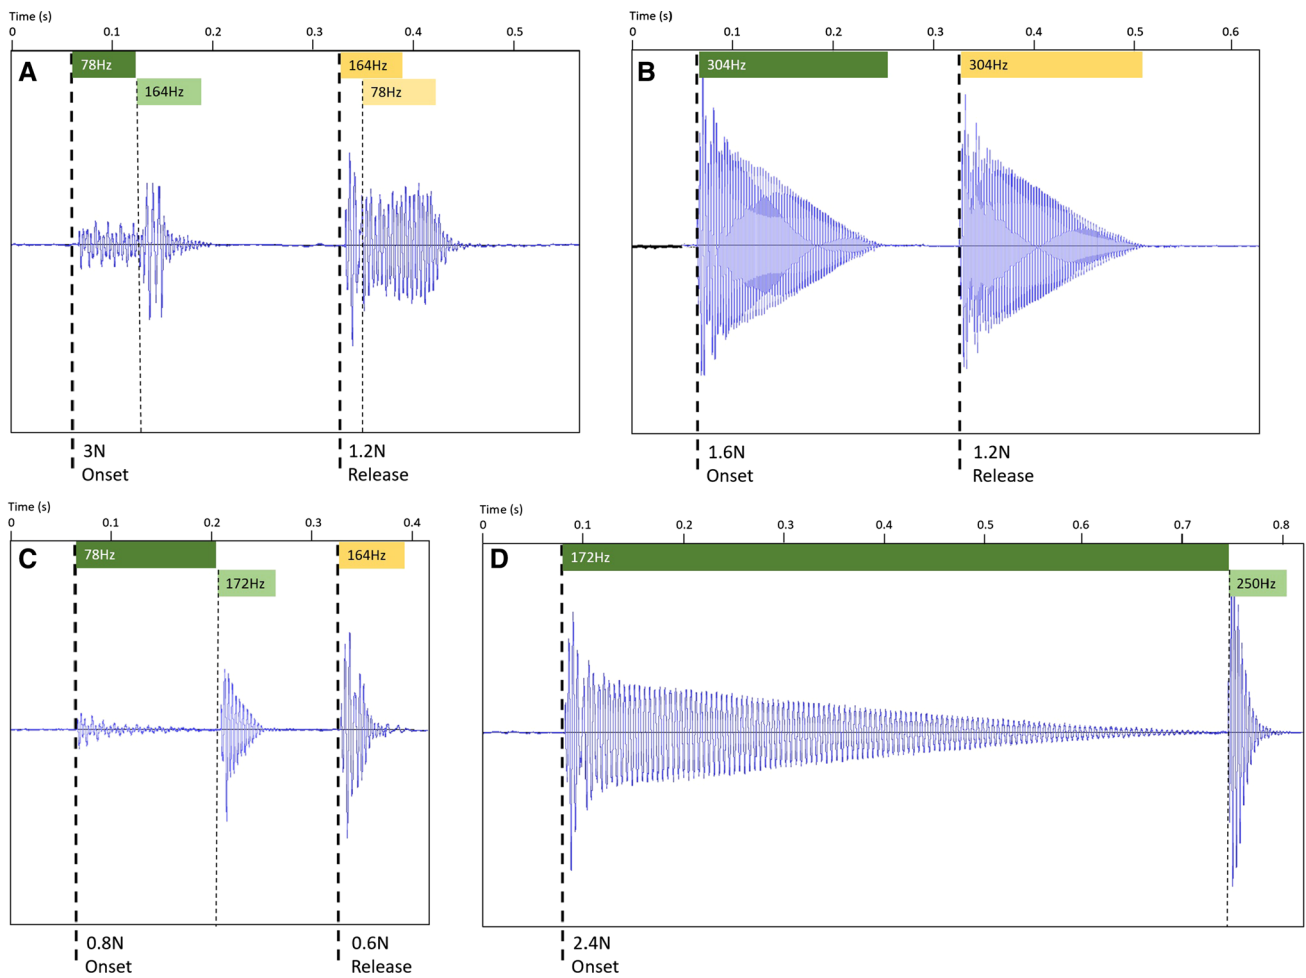 Time (s)
0 0.1 0.2 0.3 0.4 0.5
A
78Hz
164Hz
164Hz
78Hz
3N
Onset
1.2N
Release
Time (s)
0 0.1 0.2 0.3 0.4 0.5 0.6
B
304Hz
304Hz
1.6N
Onset
1.2N
Release
Time (s)
0 0.1 0.2 0.3 0.4
C
78Hz
172Hz
164Hz
0.8N
Onset
0.6N
Release
Time (s)
0 0.1 0.2 0.3 0.4 0.5 0.6 0.7 0.8
D
172Hz
250Hz
2.4N
Onset